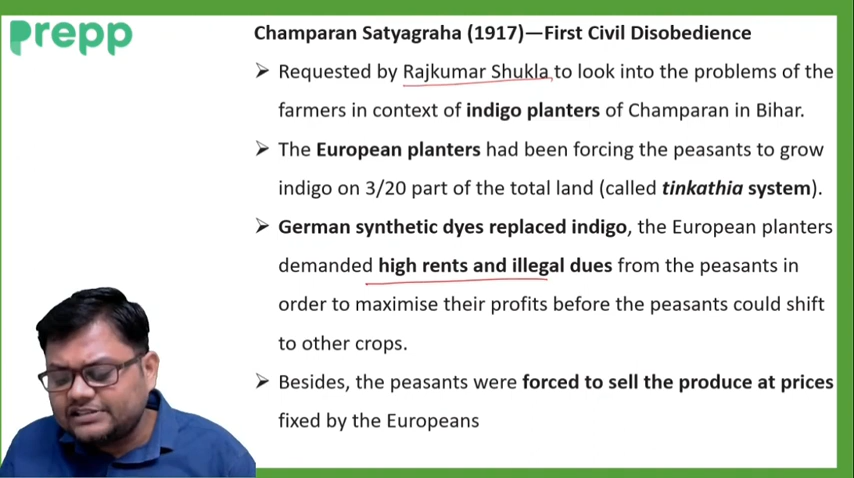 prepp
Champaran Satyagraha (1917)—First Civil Disobedience
➢ Requested by Rajkumar Shukla to look into the problems of the
farmers in context of indigo planters of Champaran in Bihar.
➢ The European planters had been forcing the peasants to grow
indigo on 3/20 part of the total land (called tinkathia system).
➢ German synthetic dyes replaced indigo, the European planters
demanded high rents and illegal dues from the peasants in
order to maximise their profits before the peasants could shift
to other crops.
➢ Besides, the peasants were forced to sell the produce at prices
fixed by the Europeans